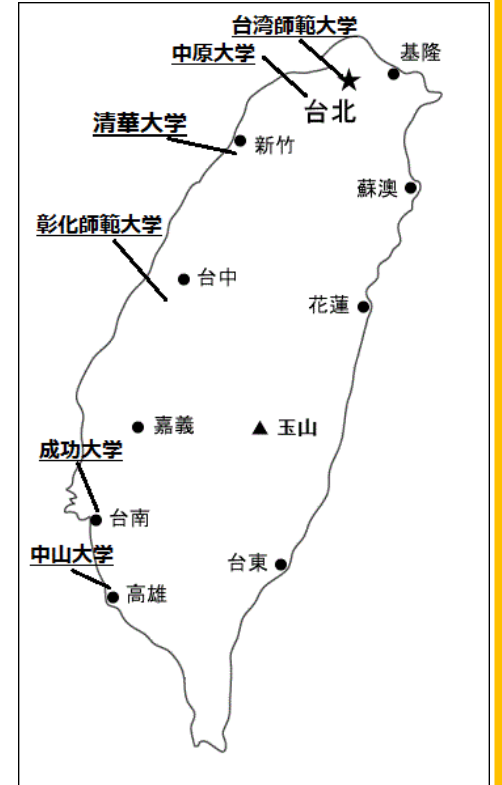 台湾師範大学
中原大学
基隆
台北
清華大学
新竹
蘇澳
彰化師範大学
台中
花蓮
嘉義
玉山
成功大学
台南
中山大学
台東
高雄